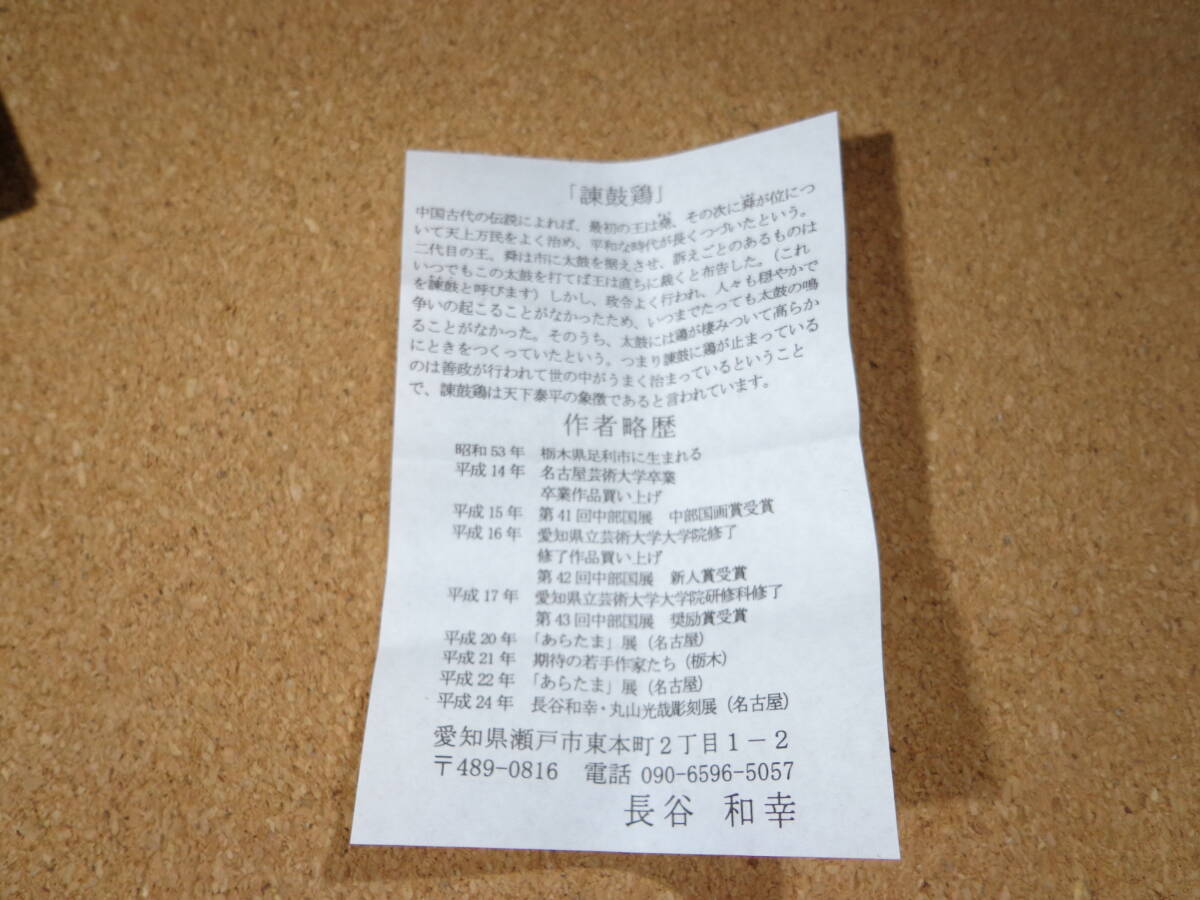 「諫鼓鶏」
中国古代の伝説によれば、最初の王は堯、その次に舜が位につ
いて天上万民をよく治め、平和な時代が長くつづいたという。
二代目の王。舜は市に太鼓を据えさせ、訴えごとのあるものは
いつでもこの太鼓を打てば王は直ちに裁くと布告した。（これ
を諫鼓と呼びます）しかし、政令よく行われ、人々も穏やかで
争いの起こることがなかったため、いつまでたっても太鼓の鳴
ることがなかった。そのうち、太鼓には鶏が棲みついて高らか
にときをつくっていたという。つまり諫鼓に鶏が止まっている
のは善政が行われて世の中がうまく治まっているということ
で、諫鼓鶏は天下泰平の象徴であると言われています。
作者略歴
昭和53年 栃木県足利市に生まれる
平成14年 名古屋芸術大学卒業
卒業作品買い上げ
平成15年 第41回中部国展 中部国画賞受賞
平成16年 愛知県立芸術大学大学院修了
修了作品買い上げ
第42回中部国展 新人賞受賞
平成17年 愛知県立芸術大学大学院研修科修了
第43回中部国展 奨励賞受賞
平成20年 「あらたま」展（名古屋）
平成21年 期待の若手作家たち（栃木）
平成22年 「あらたま」展（名古屋）
平成24年 長谷和幸・丸山光哉彫刻展（名古屋）
愛知県瀬戸市東本町２丁目１－２
〒489-0816 電話 090-6596-5057
長谷 和幸